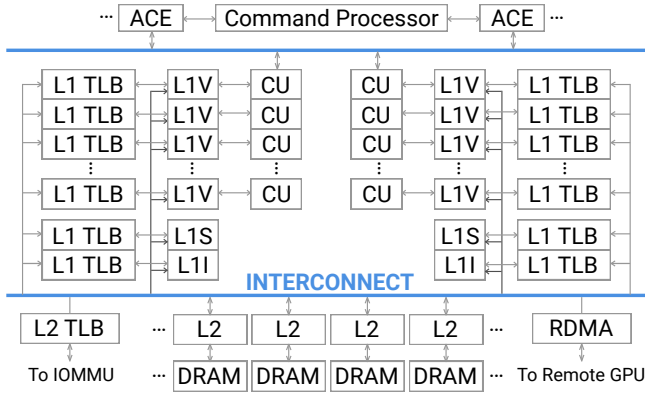 ... ACE Command Processor ACE ...
L1 TLB L1V CU CU L1V L1 TLB
L1 TLB L1V CU CU L1V L1 TLB
L1 TLB L1V CU CU L1V L1 TLB
... ... ... ... ... ...
L1 TLB L1V CU CU L1V L1 TLB
L1 TLB L1S L1S L1 TLB
L1 TLB L1I L1I L1 TLB
INTERCONNECT
L2 TLB ... L2 L2 L2 L2 ... RDMA
To IOMMU ... DRAM DRAM DRAM DRAM ... To Remote GPU